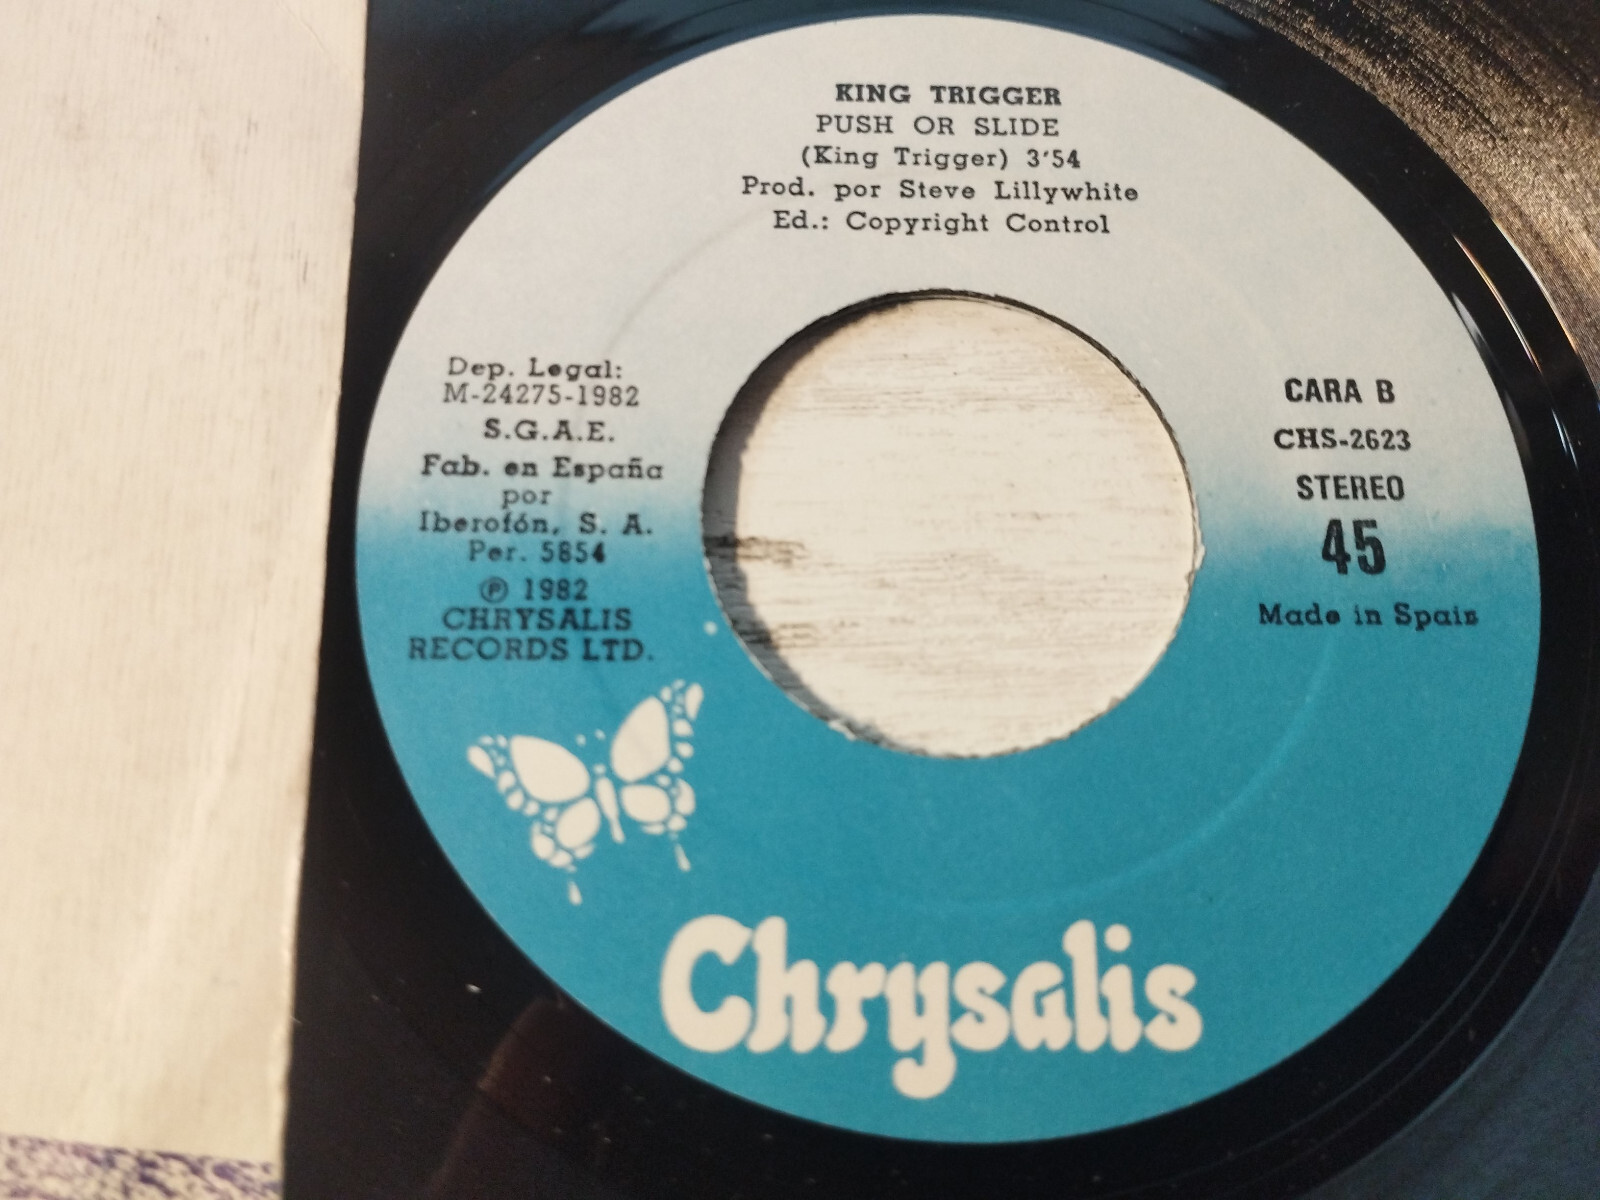 KING TRIGGER
PUSH OR SLIDE
(King Trigger) 3'54
Prod. por Steve Lillywhite
Ed.: Copyright Control
Dep. Legal:
M-24275-1982
S.G.A.E.
Fab. en España
por
Iberofón, S. A.
Per. 5854
℗ 1982
CHRYSALIS
RECORDS LTD.
CARA B
CHS-2623
STEREO
45
Made in Spain
Chrysalis